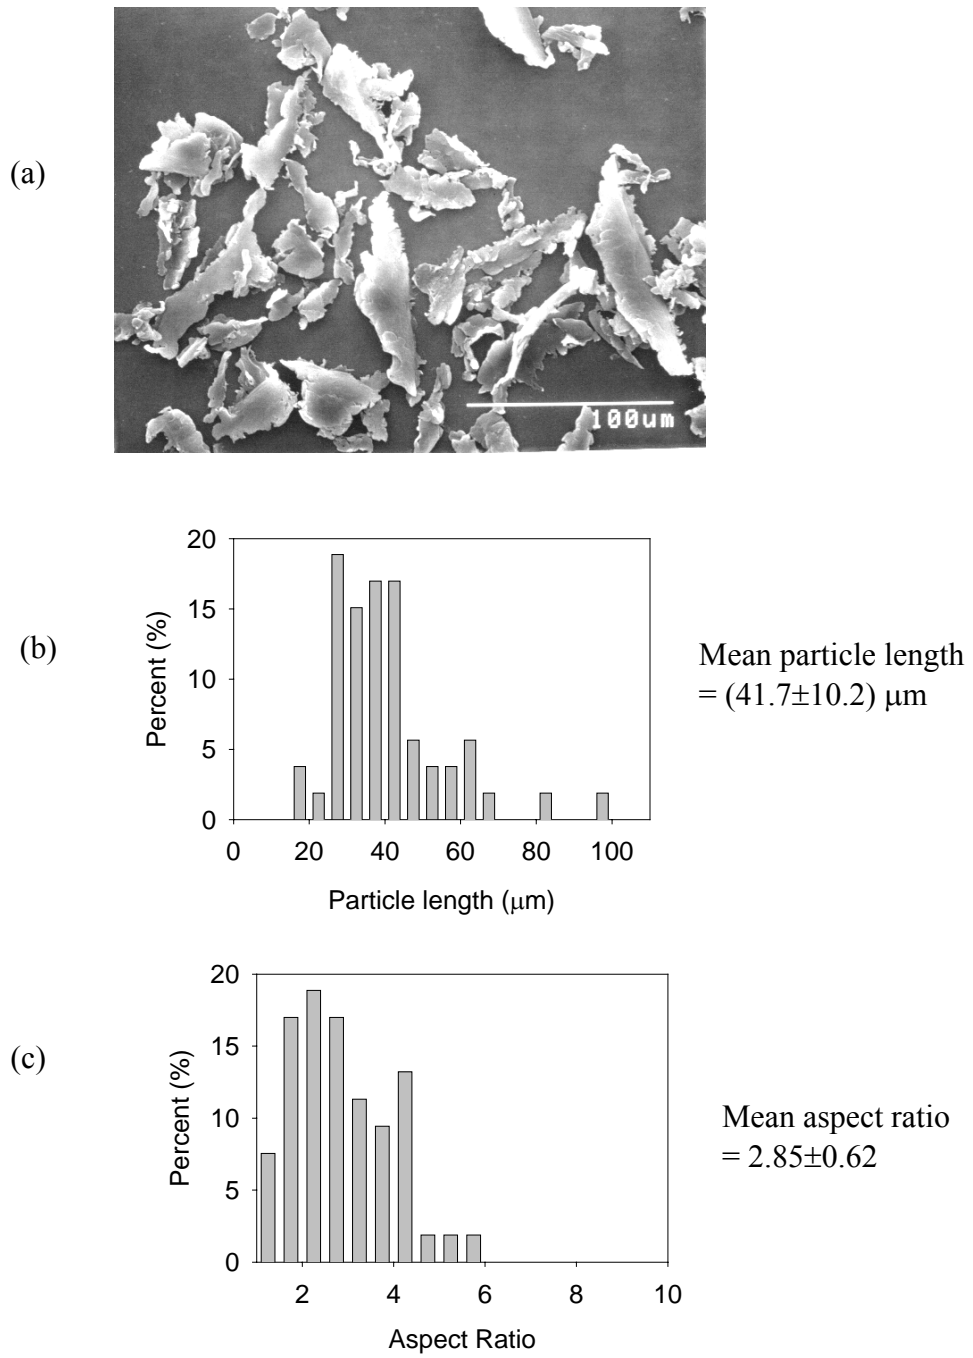 (a)
100um
(b)
20
15
10
5
0
Percent (%)
0 20 40 60 80 100
Particle length (μm)
Mean particle length
= (41.7±10.2) μm
(c)
20
15
10
5
0
Percent (%)
2 4 6 8 10
Aspect Ratio
Mean aspect ratio
= 2.85±0.62